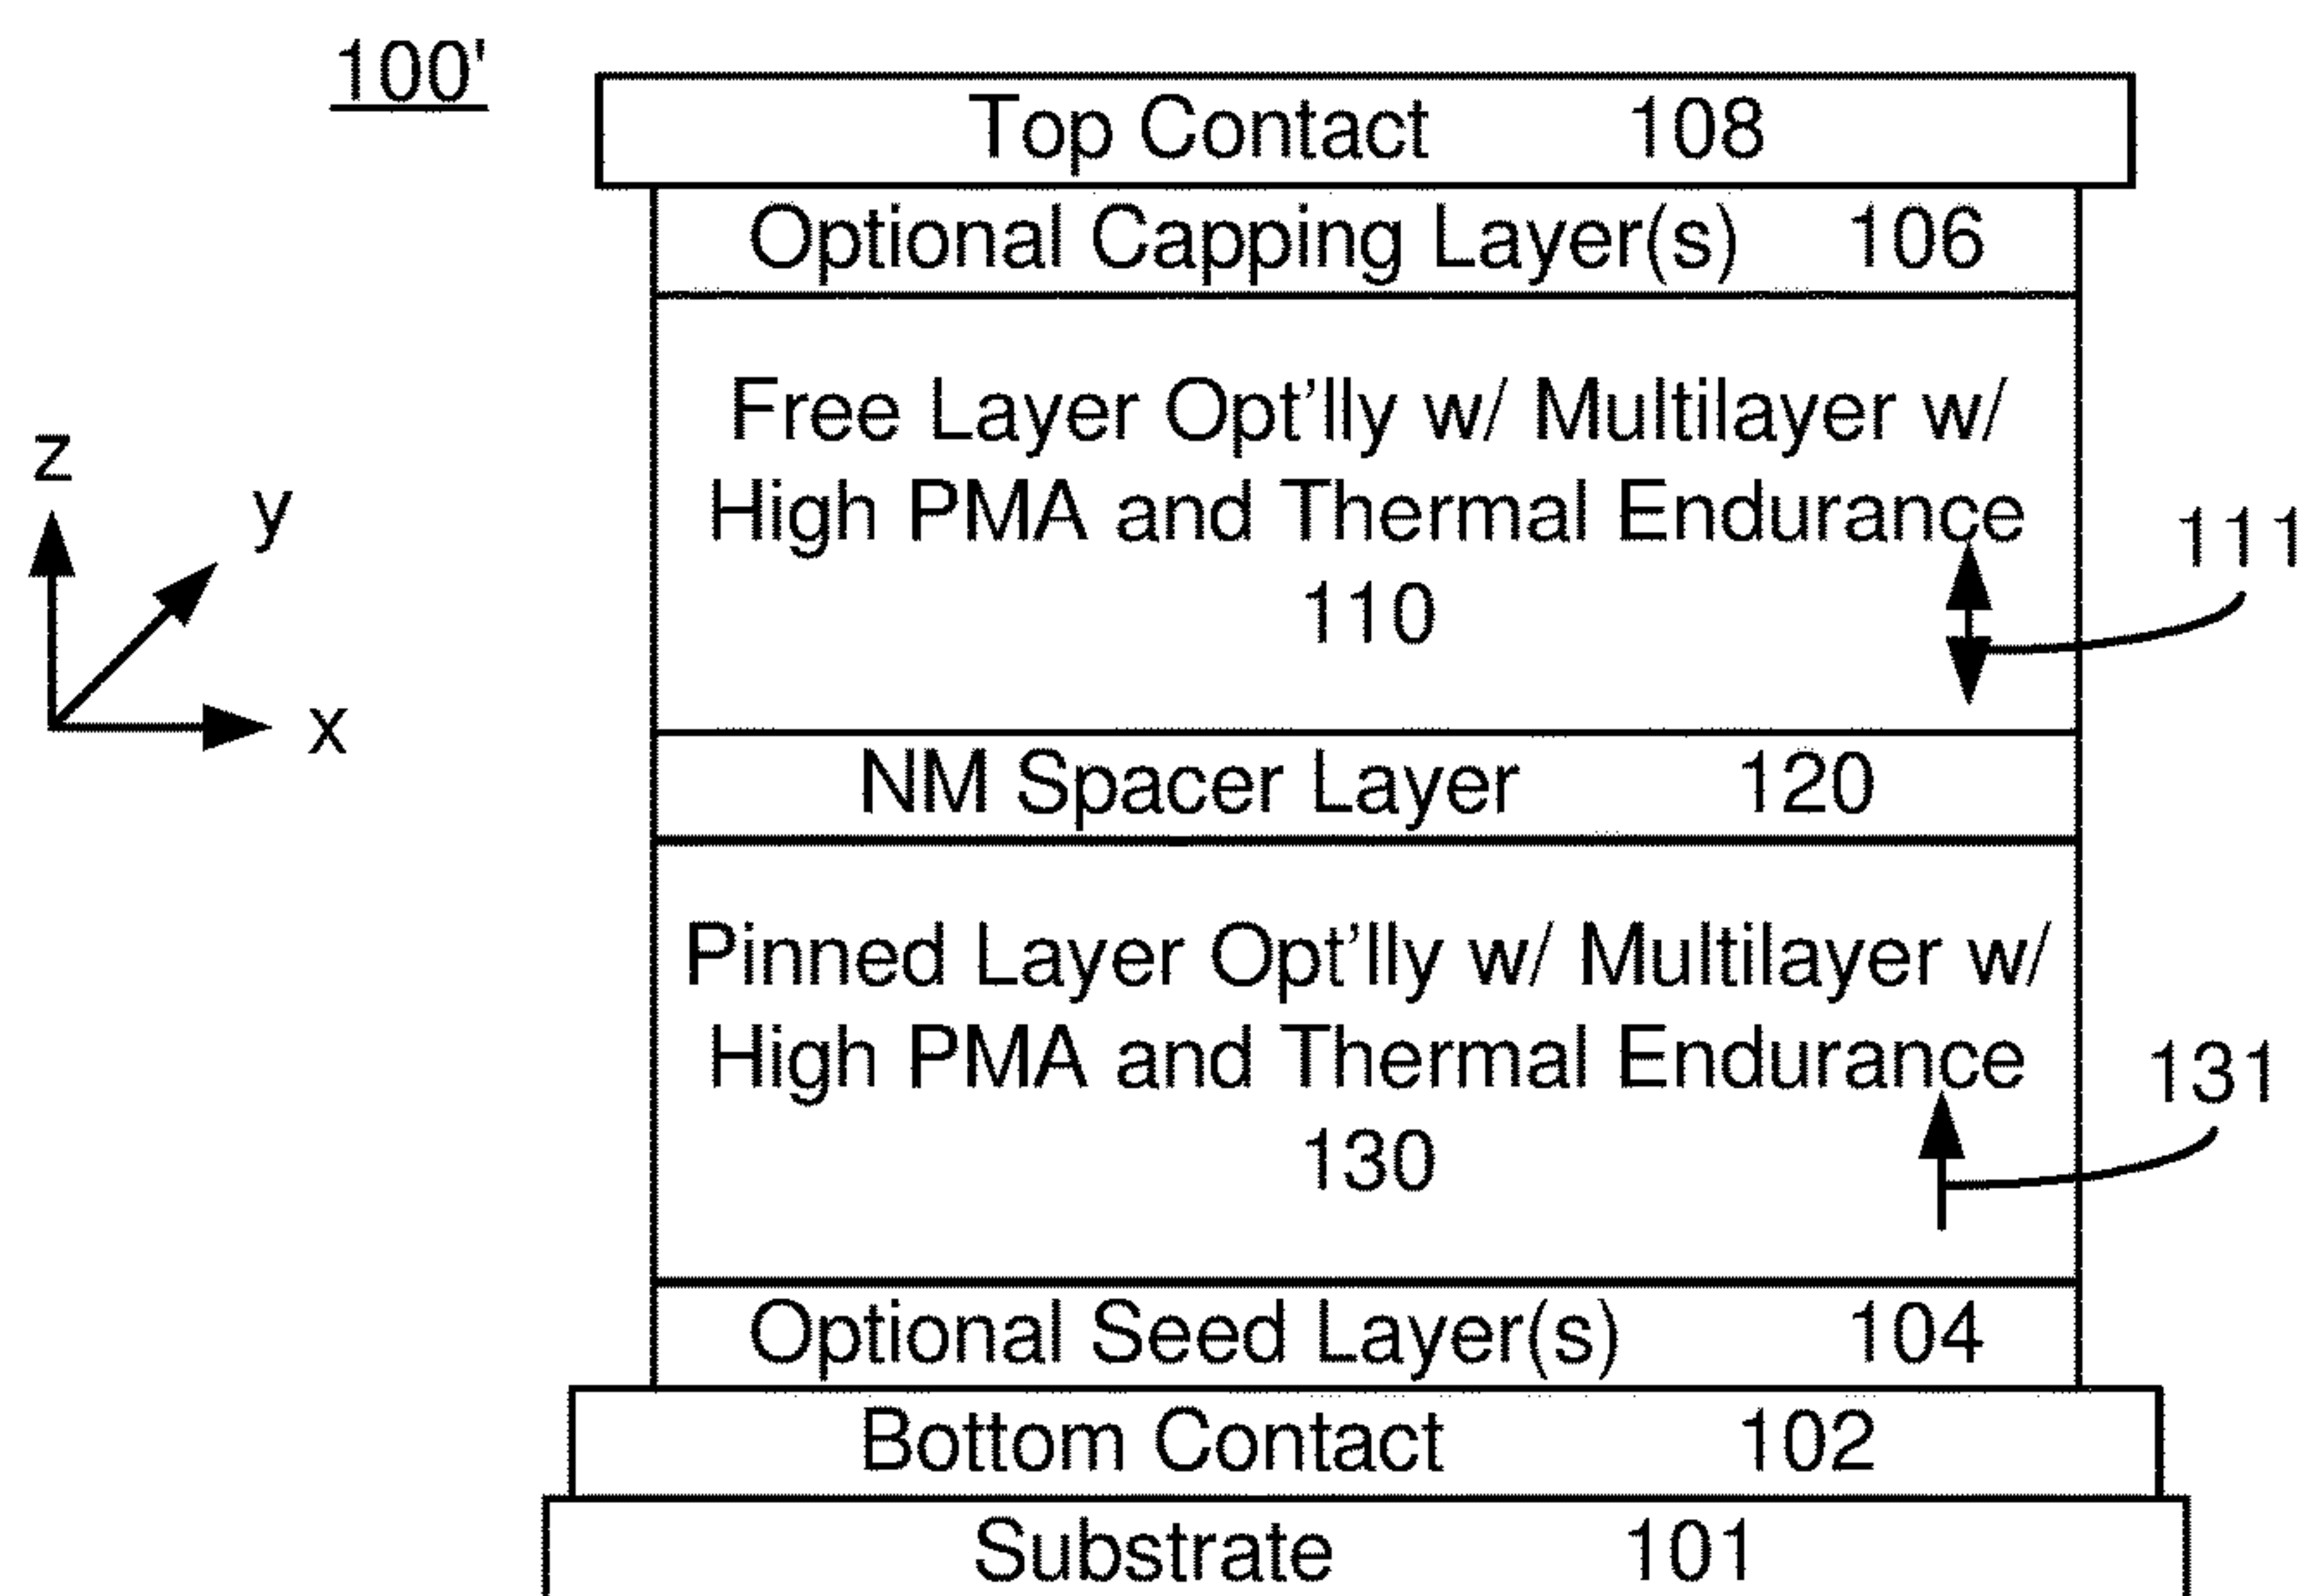 100'
Top Contact 108
Optional Capping Layer(s) 106
Free Layer Opt'lly w/ Multilayer w/
High PMA and Thermal Endurance
110
111
z
y
x
NM Spacer Layer 120
Pinned Layer Opt'lly w/ Multilayer w/
High PMA and Thermal Endurance
130
131
Optional Seed Layer(s) 104
Bottom Contact 102
Substrate 101